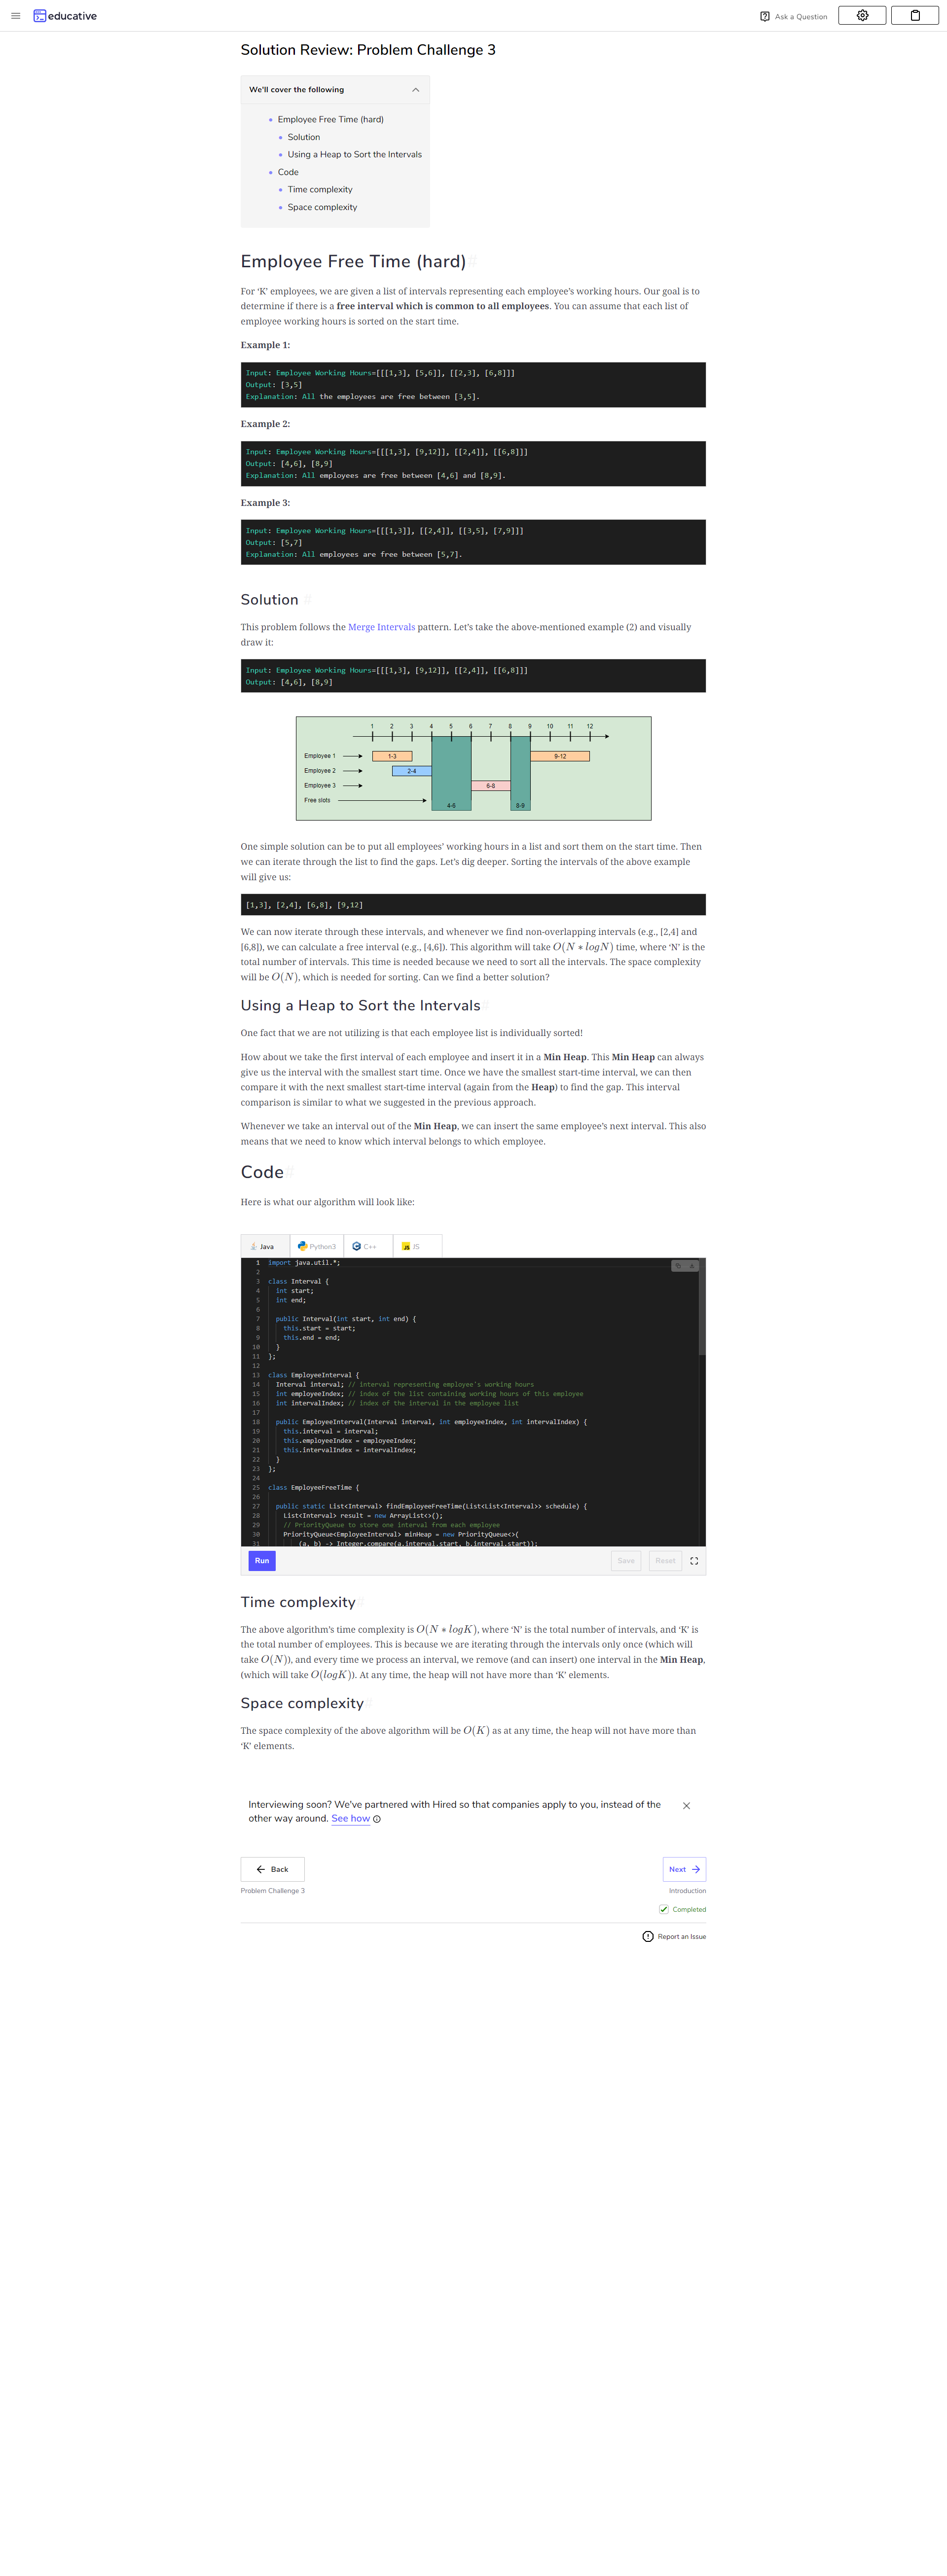 educative
Ask a Question
Solution Review: Problem Challenge 3
We'll cover the following
Employee Free Time (hard)
Solution
Using a Heap to Sort the Intervals
Code
Time complexity
Space complexity
Employee Free Time (hard)#
For ‘K’ employees, we are given a list of intervals representing each employee’s working hours. Our goal is to
determine if there is a free interval which is common to all employees. You can assume that each list of
employee working hours is sorted on the start time.
Example 1:
Input: Employee Working Hours=[[[1,3], [5,6]], [[2,3], [6,8]]]
Output: [3,5]
Explanation: All the employees are free between [3,5].
Example 2:
Input: Employee Working Hours=[[[1,3], [9,12]], [[2,4]], [[6,8]]]
Output: [4,6], [8,9]
Explanation: All employees are free between [4,6] and [8,9].
Example 3:
Input: Employee Working Hours=[[[1,3]], [[2,4]], [[3,5], [7,9]]]
Output: [5,7]
Explanation: All employees are free between [5,7].
Solution #
This problem follows the Merge Intervals pattern. Let’s take the above-mentioned example (2) and visually
draw it:
Input: Employee Working Hours=[[[1,3], [9,12]], [[2,4]], [[6,8]]]
Output: [4,6], [8,9]
1 2 3 4 5 6 7 8 9 10 11 12
Employee 1 1-3 9-12
Employee 2 2-4
Employee 3 6-8
Free slots 4-6 8-9
One simple solution can be to put all employees’ working hours in a list and sort them on the start time. Then
we can iterate through the list to find the gaps. Let’s dig deeper. Sorting the intervals of the above example
will give us:
[1,3], [2,4], [6,8], [9,12]
We can now iterate through these intervals, and whenever we find non-overlapping intervals (e.g., [2,4] and
[6,8]), we can calculate a free interval (e.g., [4,6]). This algorithm will take O(N ∗ logN) time, where ‘N’ is the
total number of intervals. This time is needed because we need to sort all the intervals. The space complexity
will be O(N), which is needed for sorting. Can we find a better solution?
Using a Heap to Sort the Intervals#
One fact that we are not utilizing is that each employee list is individually sorted!
How about we take the first interval of each employee and insert it in a Min Heap. This Min Heap can always
give us the interval with the smallest start time. Once we have the smallest start-time interval, we can then
compare it with the next smallest start-time interval (again from the Heap) to find the gap. This interval
comparison is similar to what we suggested in the previous approach.
Whenever we take an interval out of the Min Heap, we can insert the same employee’s next interval. This also
means that we need to know which interval belongs to which employee.
Code#
Here is what our algorithm will look like:
Java Python3 C++ JS
1 import java.util.*;
2
3 class Interval {
4 int start;
5 int end;
6
7 public Interval(int start, int end) {
8 this.start = start;
9 this.end = end;
10 }
11 };
12
13 class EmployeeInterval {
14 Interval interval; // interval representing employee's working hours
15 int employeeIndex; // index of the list containing working hours of this employee
16 int intervalIndex; // index of the interval in the employee list
17
18 public EmployeeInterval(Interval interval, int employeeIndex, int intervalIndex) {
19 this.interval = interval;
20 this.employeeIndex = employeeIndex;
21 this.intervalIndex = intervalIndex;
22 }
23 };
24
25 class EmployeeFreeTime {
26
27 public static List<Interval> findEmployeeFreeTime(List<List<Interval>> schedule) {
28 List<Interval> result = new ArrayList<>();
29 // PriorityQueue to store one interval from each employee
30 PriorityQueue<EmployeeInterval> minHeap = new PriorityQueue<>(
31 (a, b) -> Integer.compare(a.interval.start, b.interval.start));
Run Save Reset
Time complexity#
The above algorithm’s time complexity is O(N ∗ logK), where ‘N’ is the total number of intervals, and ‘K’ is
the total number of employees. This is because we are iterating through the intervals only once (which will
take O(N)), and every time we process an interval, we remove (and can insert) one interval in the Min Heap,
(which will take O(logK)). At any time, the heap will not have more than ‘K’ elements.
Space complexity#
The space complexity of the above algorithm will be O(K) as at any time, the heap will not have more than
‘K’ elements.
Interviewing soon? We've partnered with Hired so that companies apply to you, instead of the
other way around. See how
Back Next
Problem Challenge 3 Introduction
Completed
Report an Issue